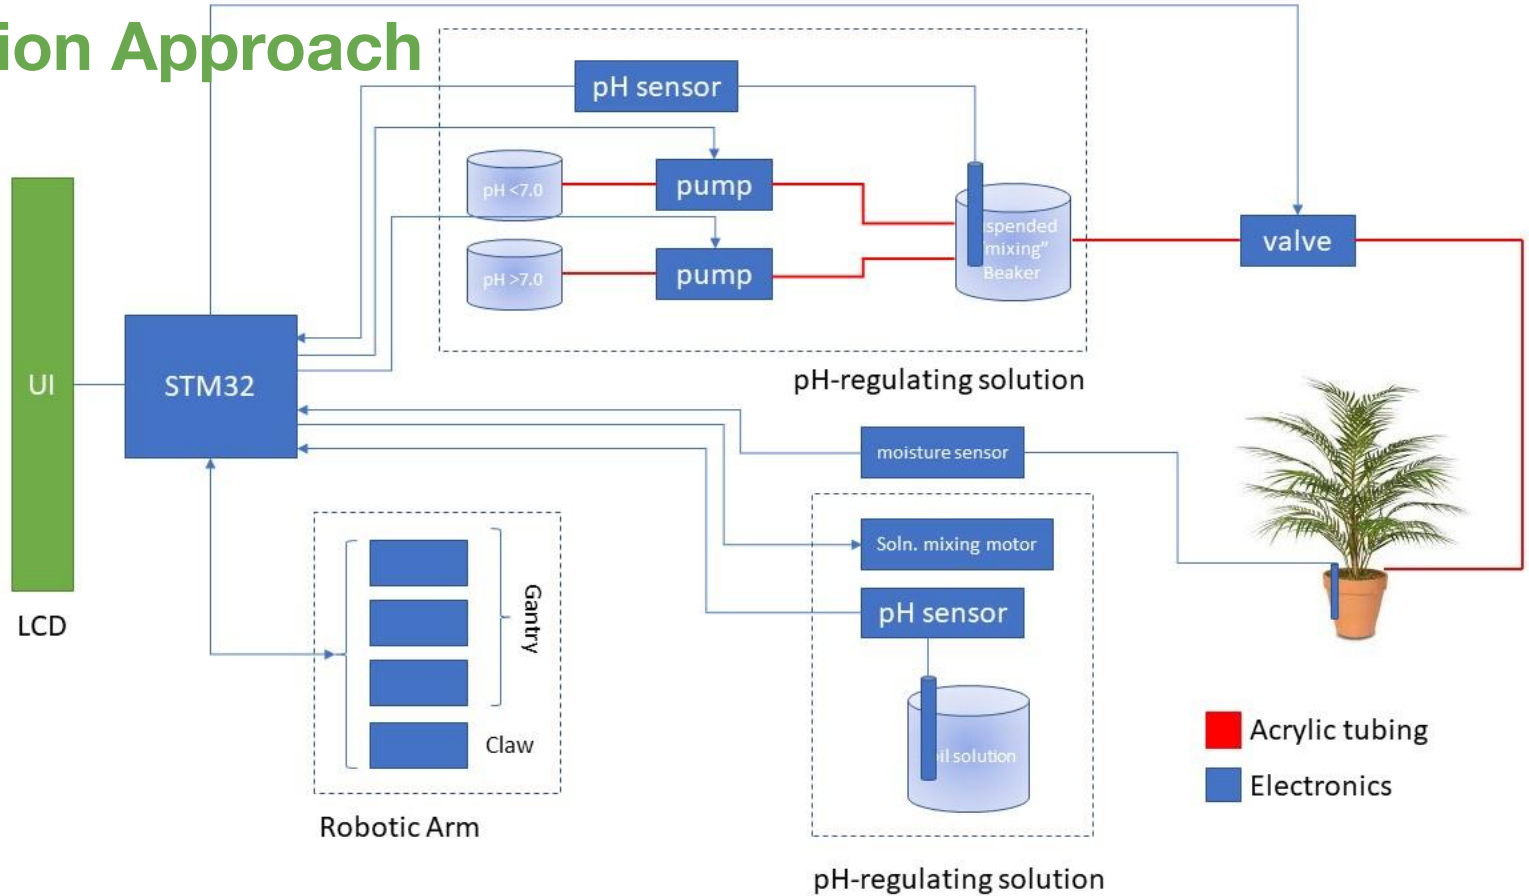 ion Approach
pH sensor
pH <7.0
pump
spended
"mixing"
Beaker
valve
pH >7.0
pump
pH-regulating solution
UI
STM32
moisture sensor
Soln. mixing motor
Gantry
pH sensor
LCD
Claw
il solution
Acrylic tubing
Electronics
Robotic Arm
pH-regulating solution